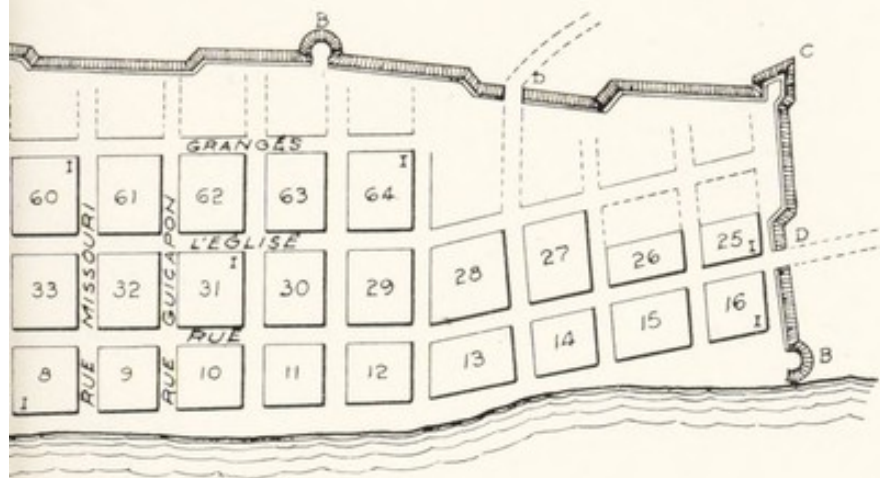 B
C
D
GRANGES
60 I 61 62 63 64 I
L'EGLISE
25 I
D
26
27
28
33 32 31 I 30 29
RUE MISSOURI
RUE GUICAPON
RUE
16 I
15
14
13
8 I 9 10 11 12
B